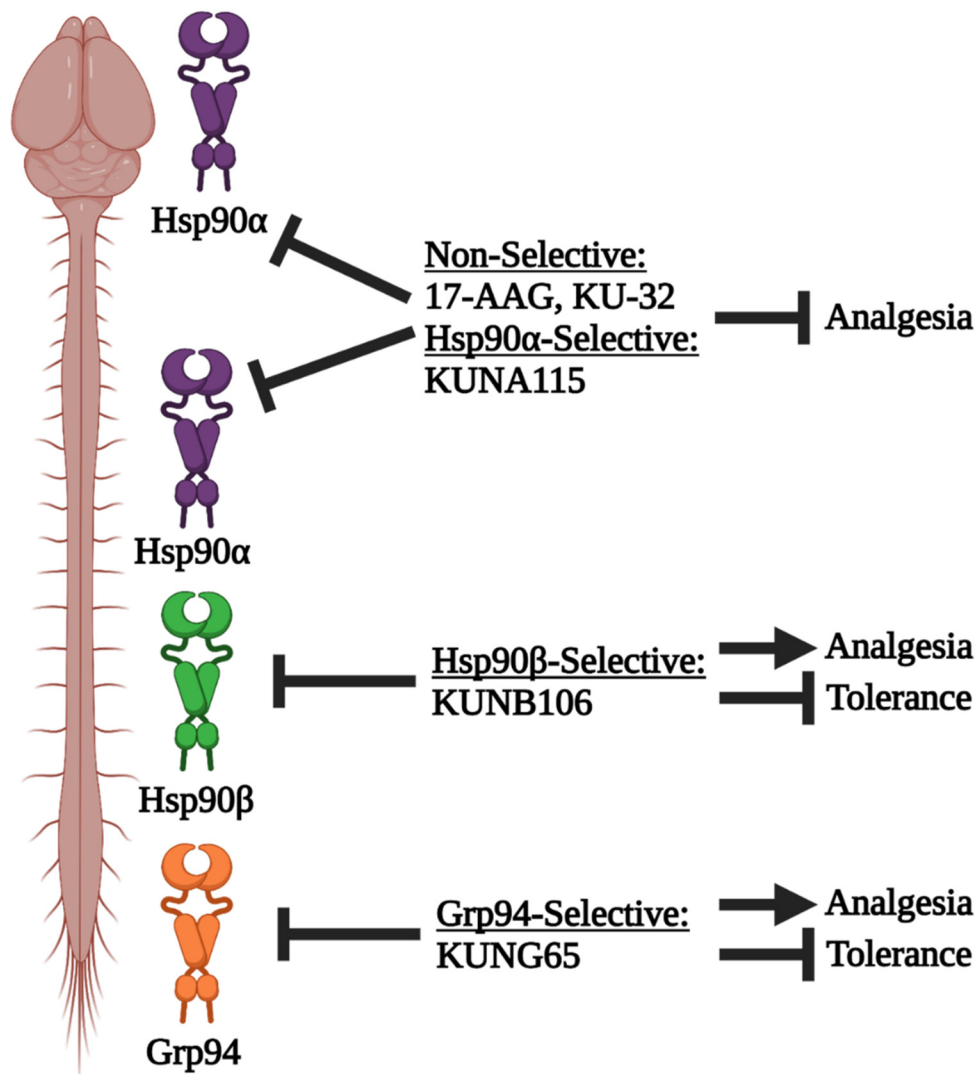 Hsp90α
Non-Selective:
17-AAG, KU-32
Hsp90α-Selective:
KUNA115
Analgesia
Hsp90α
Hsp90β-Selective:
KUNB106
Analgesia
Tolerance
Hsp90β
Grp94-Selective:
KUNG65
Analgesia
Tolerance
Grp94